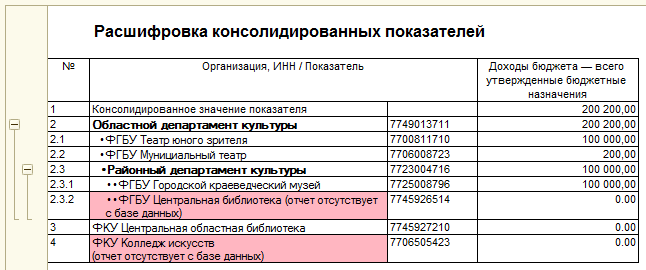 Расшифровка консолидированных показателей
№ Организация, ИНН / Показатель Доходы бюджета — всего
утвержденные бюджетные
назначения
1 Консолидированное значение показателя 200 200,00
2 Областной департамент культуры 7749013711 200 200,00
2.1 •ФГБУ Театр юного зрителя 7700811710 100 000,00
2.2 •ФГБУ Муниципальный театр 7706008723 200,00
2.3 •Районный департамент культуры 7723004716 100 000,00
2.3.1 ••ФГБУ Городской краеведческий музей 7725008796 100 000,00
2.3.2 ••ФГБУ Центральная библиотека (отчет отсутствует 7745926514 0.00
с базе данных)
3 ФКУ Центральная областная библиотека 7745927210 0.00
4 ФКУ Колледж искусств 7706505423 0.00
(отчет отсутствует с базе данных)